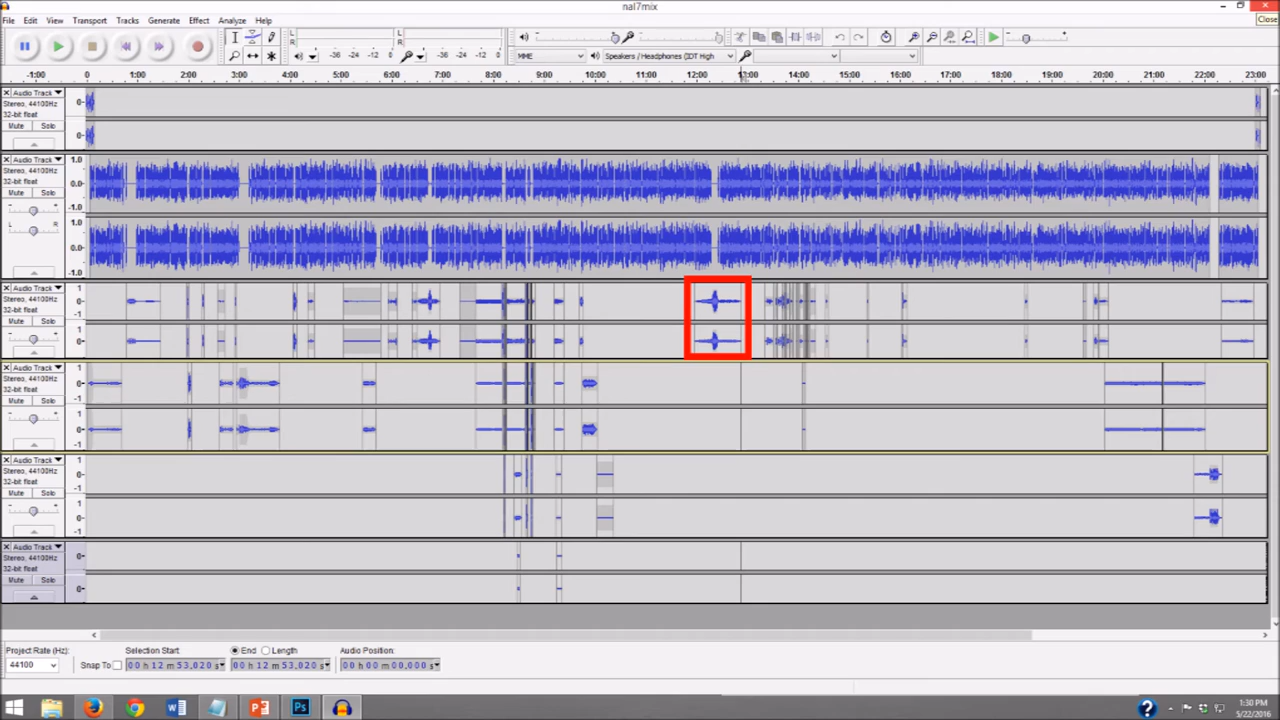 nal7mix
Close
File Edit View Transport Tracks Generate Effect Analyze Help
L
R
-36 -24 -12 0
L
R
-36 -24 -12 0
MME
Speakers / Headphones (IDT High
-1:00 0 1:00 2:00 3:00 4:00 5:00 6:00 7:00 8:00 9:00 10:00 11:00 12:00 13:00 14:00 15:00 16:00 17:00 18:00 19:00 20:00 21:00 22:00 23:00
Audio Track
Stereo, 44100Hz
32-bit float
Mute Solo
0
0
Audio Track
Stereo, 44100Hz
32-bit float
Mute Solo
- +
L R
1.0
0.0
-1.0
1.0
0.0
-1.0
Audio Track
Stereo, 44100Hz
32-bit float
Mute Solo
1
0
-1
1
0
-1
Audio Track
Stereo, 44100Hz
32-bit float
Mute Solo
1
0
-1
1
0
-1
Audio Track
Stereo, 44100Hz
32-bit float
Mute Solo
1
0
-1
1
0
-1
Audio Track
Stereo, 44100Hz
32-bit float
Mute Solo
0
0
Project Rate (Hz): Selection Start: End Length Audio Position:
44100 Snap To 00 h 12 m 53,020 s 00 h 12 m 53,020 s 00 h 00 m 00,000 s
1:30 PM
5/22/2016